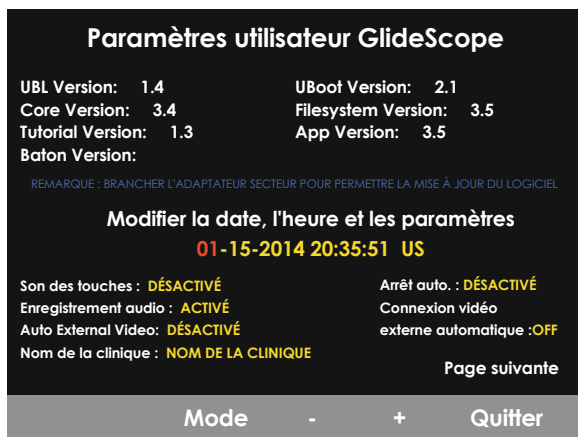 Paramètres utilisateur GlideScope
UBL Version: 1.4 UBoot Version: 2.1
Core Version: 3.4 Filesystem Version: 3.5
Tutorial Version: 1.3 App Version: 3.5
Baton Version:
REMARQUE : BRANCHER L'ADAPTATEUR SECTEUR POUR PERMETTRE LA MISE À JOUR DU LOGICIEL
Modifier la date, l'heure et les paramètres
01-15-2014 20:35:51 US
Son des touches : DÉSACTIVÉ Arrêt auto. : DÉSACTIVÉ
Enregistrement audio : ACTIVÉ Connexion vidéo
Auto External Video: DÉSACTIVÉ externe automatique :OFF
Nom de la clinique : NOM DE LA CLINIQUE
Page suivante
Mode - + Quitter